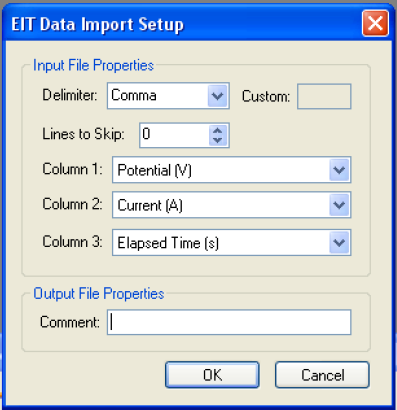 EIT Data Import Setup
Input File Properties
Delimiter: Comma Custom:
Lines to Skip: 0
Column 1: Potential (V)
Column 2: Current (A)
Column 3: Elapsed Time (s)
Output File Properties
Comment:
OK Cancel